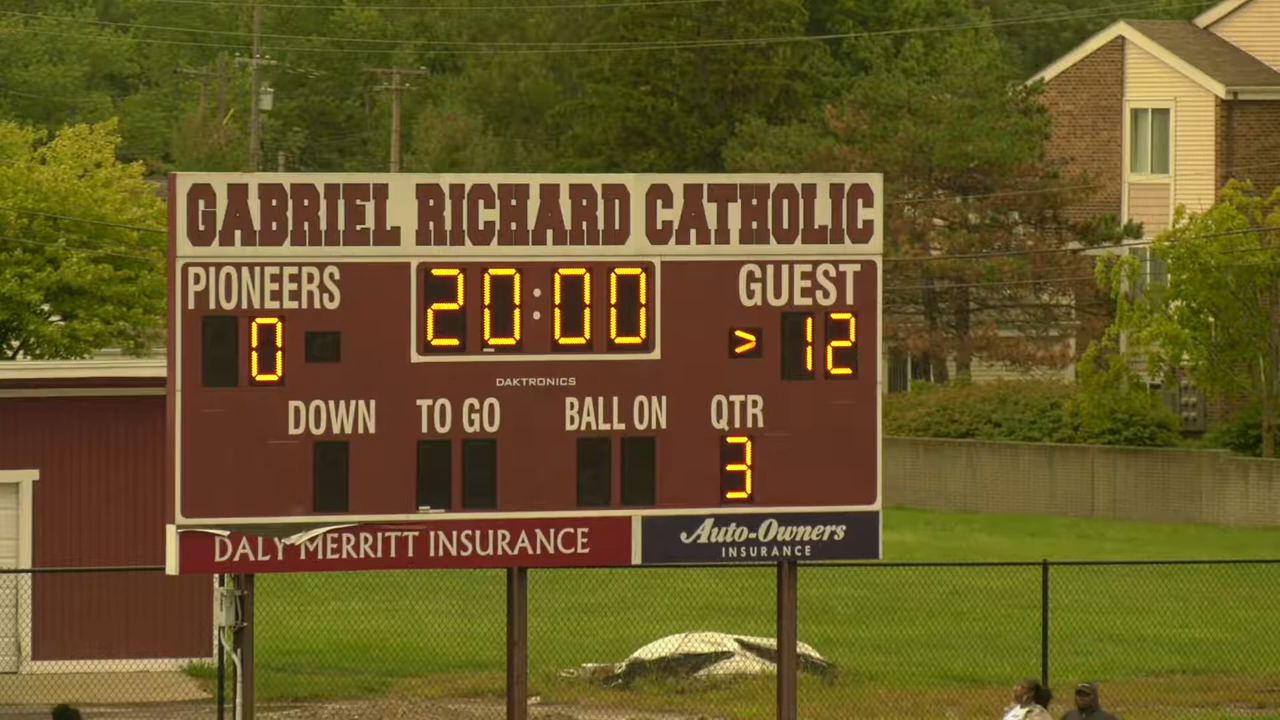 GABRIEL RICHARD CATHOLIC
PIONEERS 20:00 GUEST
0 > 12
DAKTRONICS
DOWN TO GO BALL ON QTR
3
DALY MERRITT INSURANCE
Auto-Owners
INSURANCE